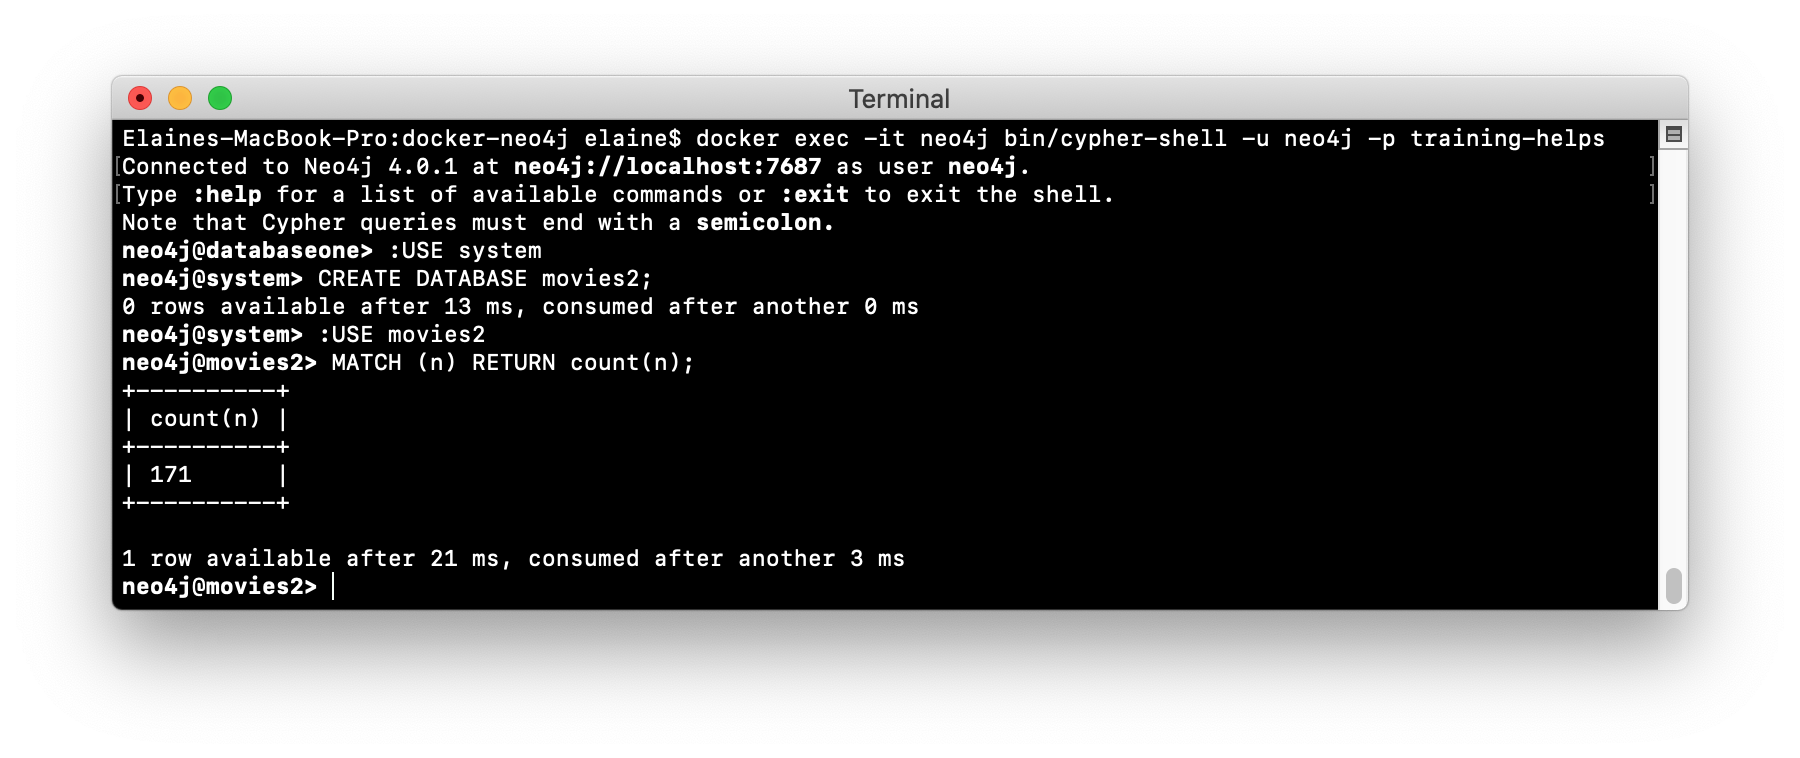 Terminal
Elaines-MacBook-Pro:docker-neo4j elaine$ docker exec -it neo4j bin/cypher-shell -u neo4j -p training-helps
[Connected to Neo4j 4.0.1 at neo4j://localhost:7687 as user neo4j. ]
[Type :help for a list of available commands or :exit to exit the shell. ]
Note that Cypher queries must end with a semicolon.
neo4j@databaseone> :USE system
neo4j@system> CREATE DATABASE movies2;
0 rows available after 13 ms, consumed after another 0 ms
neo4j@system> :USE movies2
neo4j@movies2> MATCH (n) RETURN count(n);
+----------+
| count(n) |
+----------+
| 171      |
+----------+
1 row available after 21 ms, consumed after another 3 ms
neo4j@movies2>